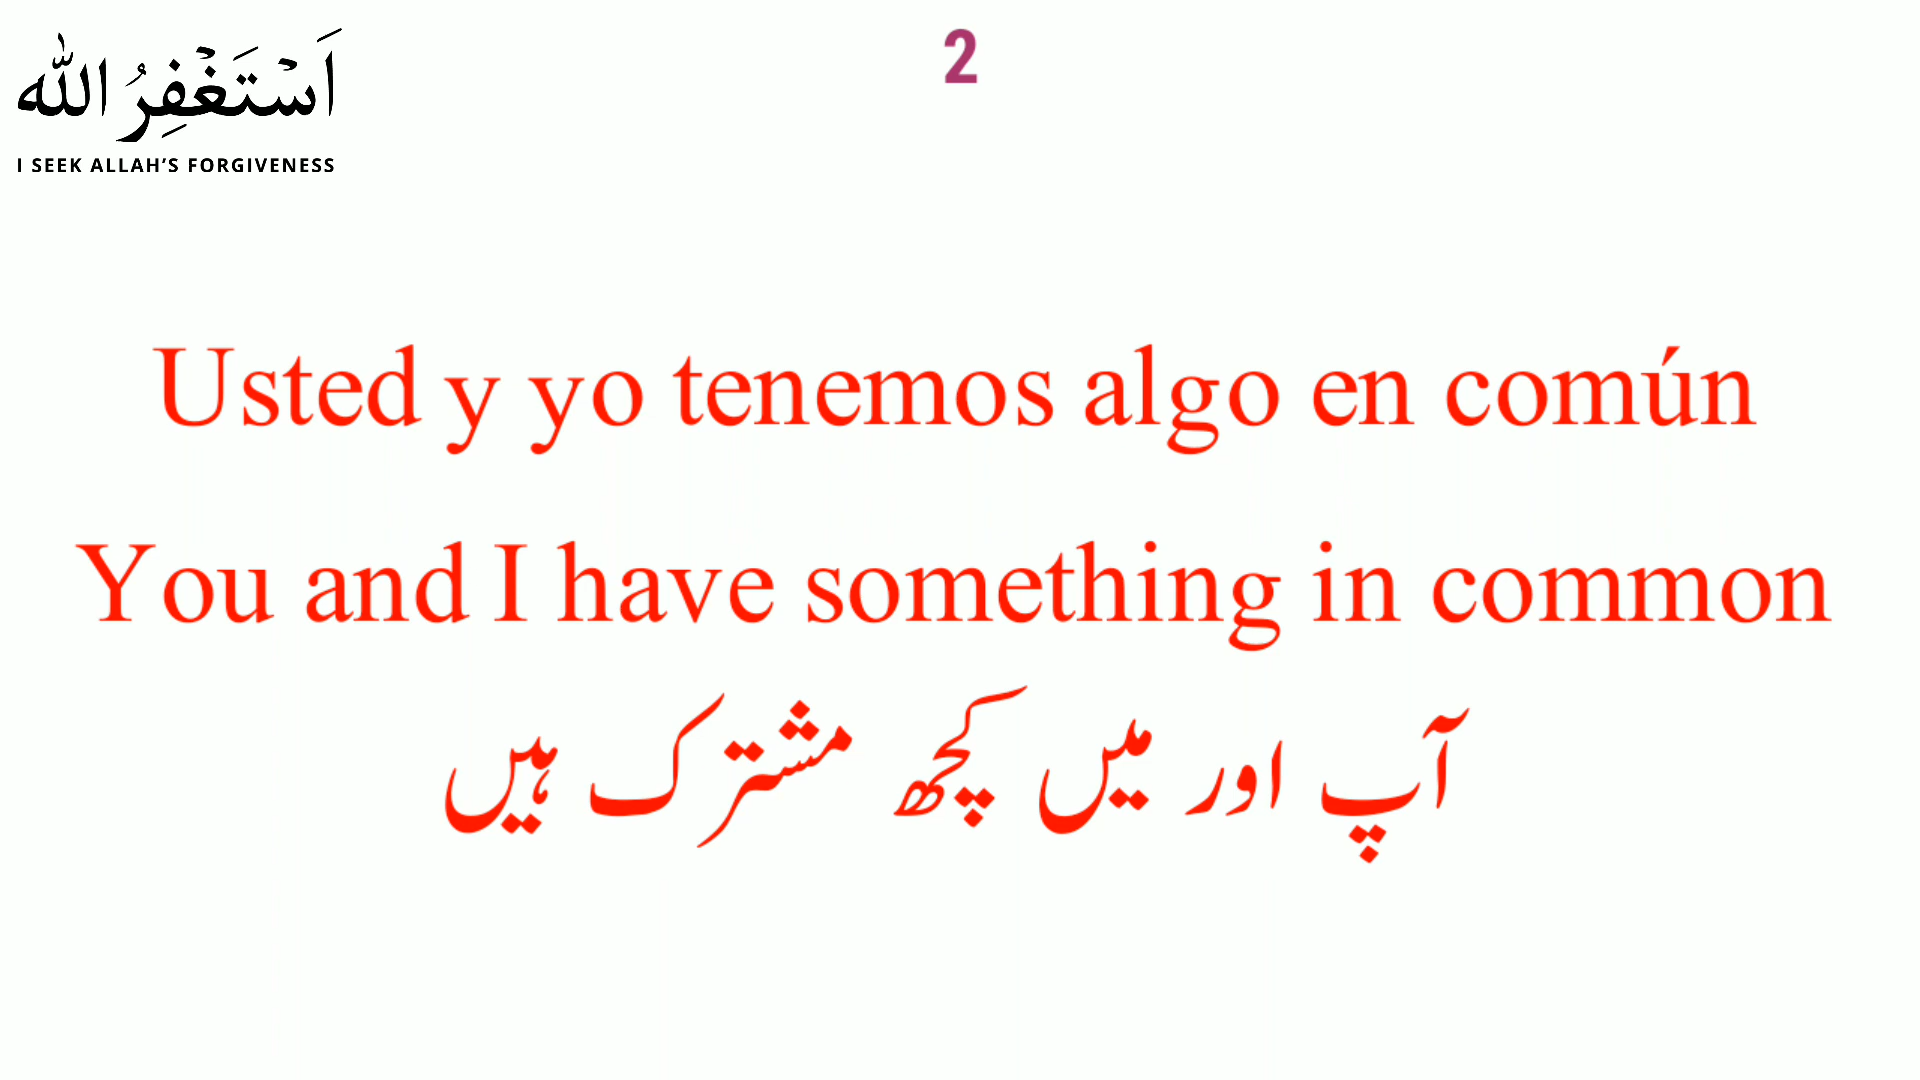 اَسْتَغْفِرُ اللّٰه
I SEEK ALLAH’S FORGIVENESS
2
Usted y yo tenemos algo en común
You and I have something in common
آپ اور میں کچھ مشترک ہیں